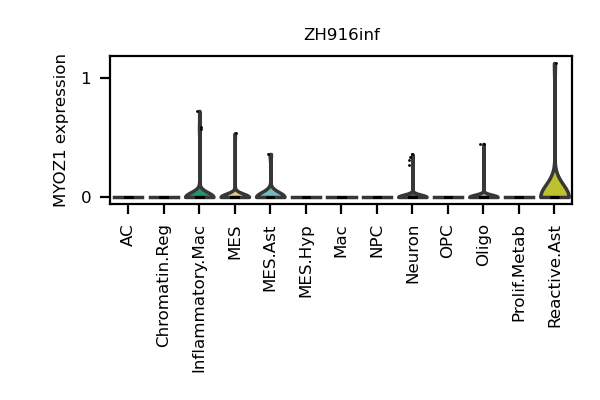 ZH916inf
MYOZ1 expression
1
0
AC
Chromatin.Reg
Inflammatory.Mac
MES
MES.Ast
MES.Hyp
Mac
NPC
Neuron
OPC
Oligo
Prolif.Metab
Reactive.Ast